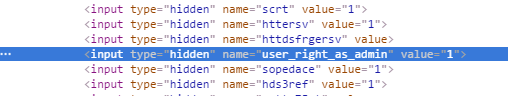 <input type="hidden" name="scrt" value="1">
<input type="hidden" name="httersv" value="1">
<input type="hidden" name="httdsfrgersv" value>
... <input type="hidden" name="user_right_as_admin" value="1">
<input type="hidden" name="sopedace" value="1">
<input type="hidden" name="hds3ref" value="1">